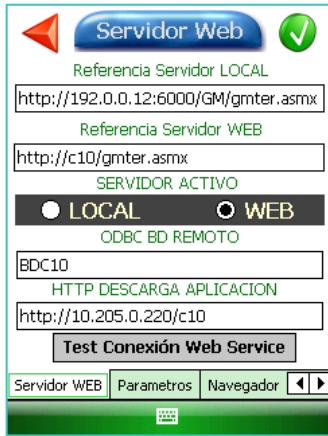 Servidor Web
Referencia Servidor LOCAL
http://192.0.0.12:6000/GM/gmter.asmx
Referencia Servidor WEB
http://c10/gmter.asmx
SERVIDOR ACTIVO
LOCAL WEB
ODBC BD REMOTO
BDC10
HTTP DESCARGA APLICACION
http://10.205.0.220/c10
Test Conexión Web Service
Servidor WEB Parametros Navegador